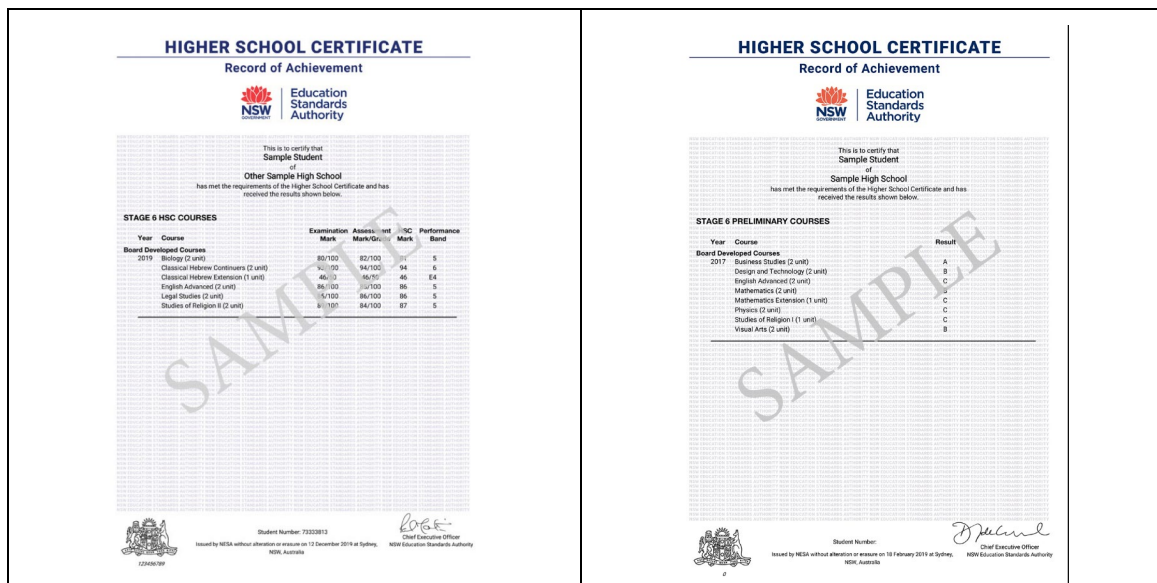 HIGHER SCHOOL CERTIFICATE
Record of Achievement
NSW
GOVERNMENT
Education
Standards
Authority
This is to certify that
Sample Student
of
Other Sample High School
has met the requirements of the Higher School Certificate and has
received the results shown below.
STAGE 6 HSC COURSES
Year Course Examination Mark Assessment Mark/Grade HSC Mark Performance Band
Board Developed Courses
2019 Biology (2 unit) 80/100 82/100 5
Classical Hebrew Continuers (2 unit) 94/100 94 6
Classical Hebrew Extension (1 unit) 46 E4
English Advanced (2 unit) 86/100 86 5
Legal Studies (2 unit) 86/100 86 5
Studies of Religion II (2 unit) 84/100 87 5
SAMPLE
Student Number: 73333813
Issued by NESA without alteration or erasure on 12 December 2019 at Sydney,
NSW, Australia
Chief Executive Officer
NSW Education Standards Authority
123456789
HIGHER SCHOOL CERTIFICATE
Record of Achievement
NSW
GOVERNMENT
Education
Standards
Authority
This is to certify that
Sample Student
of
Sample High School
has met the requirements of the Higher School Certificate and has
received the results shown below.
STAGE 6 PRELIMINARY COURSES
Year Course Result
Board Developed Courses
2017 Business Studies (2 unit) A
Design and Technology (2 unit) B
English Advanced (2 unit) C
Mathematics (2 unit)
Mathematics Extension (1 unit) C
Physics (2 unit) C
Studies of Religion I (1 unit) C
Visual Arts (2 unit) B
SAMPLE
Student Number:
Issued by NESA without alteration or erasure on 18 February 2019 at Sydney,
NSW, Australia
Chief Executive Officer
NSW Education Standards Authority
0